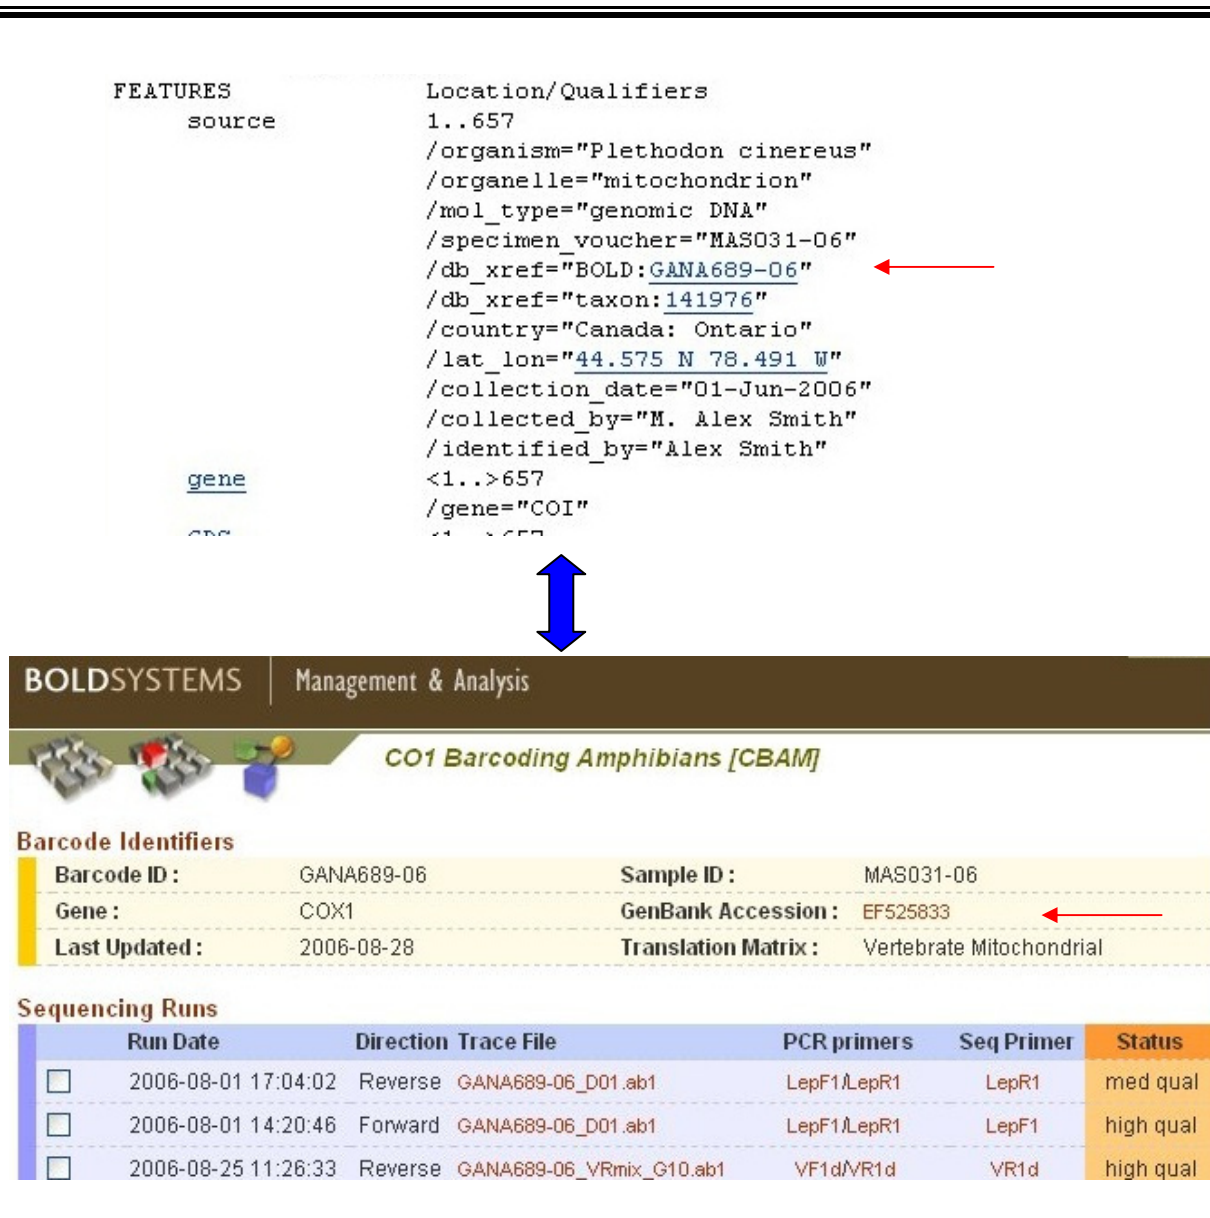 FEATURES Location/Qualifiers
source 1..657
/organism="Plethodon cinereus"
/organelle="mitochondrion"
/mol_type="genomic DNA"
/specimen_voucher="MAS031-06"
/db_xref="BOLD:GANA689-06"
/db_xref="taxon:141976"
/country="Canada: Ontario"
/lat_lon="44.575 N 78.491 W"
/collection_date="01-Jun-2006"
/collected_by="M. Alex Smith"
/identified_by="Alex Smith"
gene <1..>657
/gene="COI"
CDS <1..>657
BOLDSYSTEMS Management & Analysis
CO1 Barcoding Amphibians [CBAM]
Barcode Identifiers
Barcode ID : GANA689-06 Sample ID : MAS031-06
Gene : COX1 GenBank Accession : EF525833
Last Updated : 2006-08-28 Translation Matrix : Vertebrate Mitochondrial
Sequencing Runs
Run Date Direction Trace File PCR primers Seq Primer Status
2006-08-01 17:04:02 Reverse GANA689-06_D01.ab1 LepF1/LepR1 LepR1 med qual
2006-08-01 14:20:46 Forward GANA689-06_D01.ab1 LepF1/LepR1 LepF1 high qual
2006-08-25 11:26:33 Reverse GANA689-06_VRmix_G10.ab1 VF1d/VR1d VR1d high qual